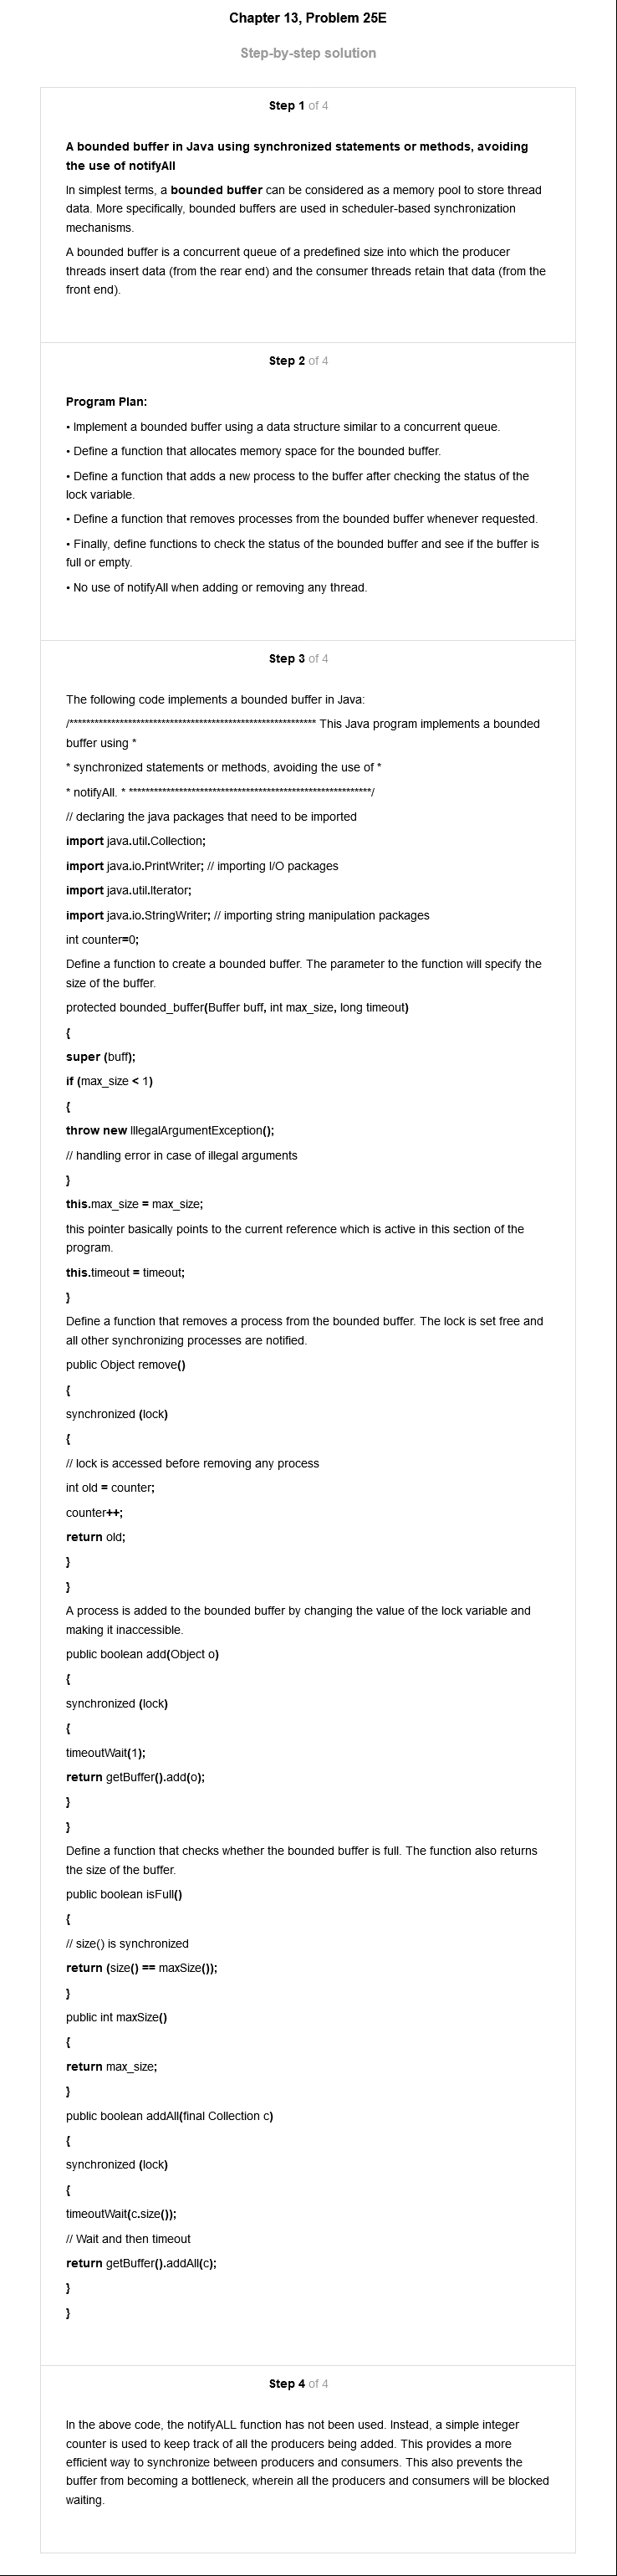 Chapter 13, Problem 25E
Step-by-step solution
Step 1 of 4
A bounded buffer in Java using synchronized statements or methods, avoiding
the use of notifyAll
In simplest terms, a bounded buffer can be considered as a memory pool to store thread
data. More specifically, bounded buffers are used in scheduler-based synchronization
mechanisms.
A bounded buffer is a concurrent queue of a predefined size into which the producer
threads insert data (from the rear end) and the consumer threads retain that data (from the
front end).
Step 2 of 4
Program Plan:
• Implement a bounded buffer using a data structure similar to a concurrent queue.
• Define a function that allocates memory space for the bounded buffer.
• Define a function that adds a new process to the buffer after checking the status of the
lock variable.
• Define a function that removes processes from the bounded buffer whenever requested.
• Finally, define functions to check the status of the bounded buffer and see if the buffer is
full or empty.
• No use of notifyAll when adding or removing any thread.
Step 3 of 4
The following code implements a bounded buffer in Java:
/************************************************************ This Java program implements a bounded
buffer using *
* synchronized statements or methods, avoiding the use of *
* notifyAll. * ***********************************************************/
// declaring the java packages that need to be imported
import java.util.Collection;
import java.io.PrintWriter; // importing I/O packages
import java.util.Iterator;
import java.io.StringWriter; // importing string manipulation packages
int counter=0;
Define a function to create a bounded buffer. The parameter to the function will specify the
size of the buffer.
protected bounded_buffer(Buffer buff, int max_size, long timeout)
{
super (buff);
if (max_size < 1)
{
throw new IllegalArgumentException();
// handling error in case of illegal arguments
}
this.max_size = max_size;
this pointer basically points to the current reference which is active in this section of the
program.
this.timeout = timeout;
}
Define a function that removes a process from the bounded buffer. The lock is set free and
all other synchronizing processes are notified.
public Object remove()
{
synchronized (lock)
{
// lock is accessed before removing any process
int old = counter;
counter++;
return old;
}
}
A process is added to the bounded buffer by changing the value of the lock variable and
making it inaccessible.
public boolean add(Object o)
{
synchronized (lock)
{
timeoutWait(1);
return getBuffer().add(o);
}
}
Define a function that checks whether the bounded buffer is full. The function also returns
the size of the buffer.
public boolean isFull()
{
// size() is synchronized
return (size() == maxSize());
}
public int maxSize()
{
return max_size;
}
public boolean addAll(final Collection c)
{
synchronized (lock)
{
timeoutWait(c.size());
// Wait and then timeout
return getBuffer().addAll(c);
}
}
Step 4 of 4
In the above code, the notifyALL function has not been used. Instead, a simple integer
counter is used to keep track of all the producers being added. This provides a more
efficient way to synchronize between producers and consumers. This also prevents the
buffer from becoming a bottleneck, wherein all the producers and consumers will be blocked
waiting.